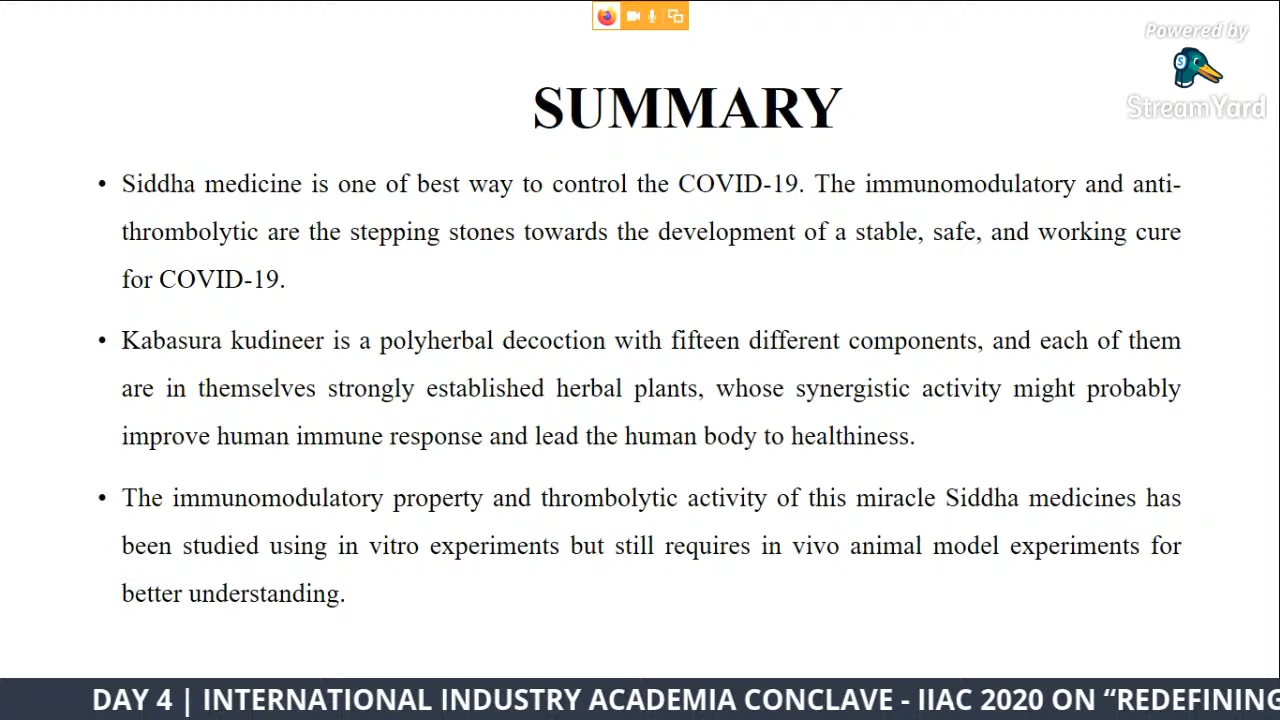 Powered by
StreamYard
SUMMARY
• Siddha medicine is one of best way to control the COVID-19. The immunomodulatory and anti-
thrombolytic are the stepping stones towards the development of a stable, safe, and working cure
for COVID-19.
• Kabasura kudineer is a polyherbal decoction with fifteen different components, and each of them
are in themselves strongly established herbal plants, whose synergistic activity might probably
improve human immune response and lead the human body to healthiness.
• The immunomodulatory property and thrombolytic activity of this miracle Siddha medicines has
been studied using in vitro experiments but still requires in vivo animal model experiments for
better understanding.
DAY 4 | INTERNATIONAL INDUSTRY ACADEMIA CONCLAVE - IIAC 2020 ON “REDEFINING